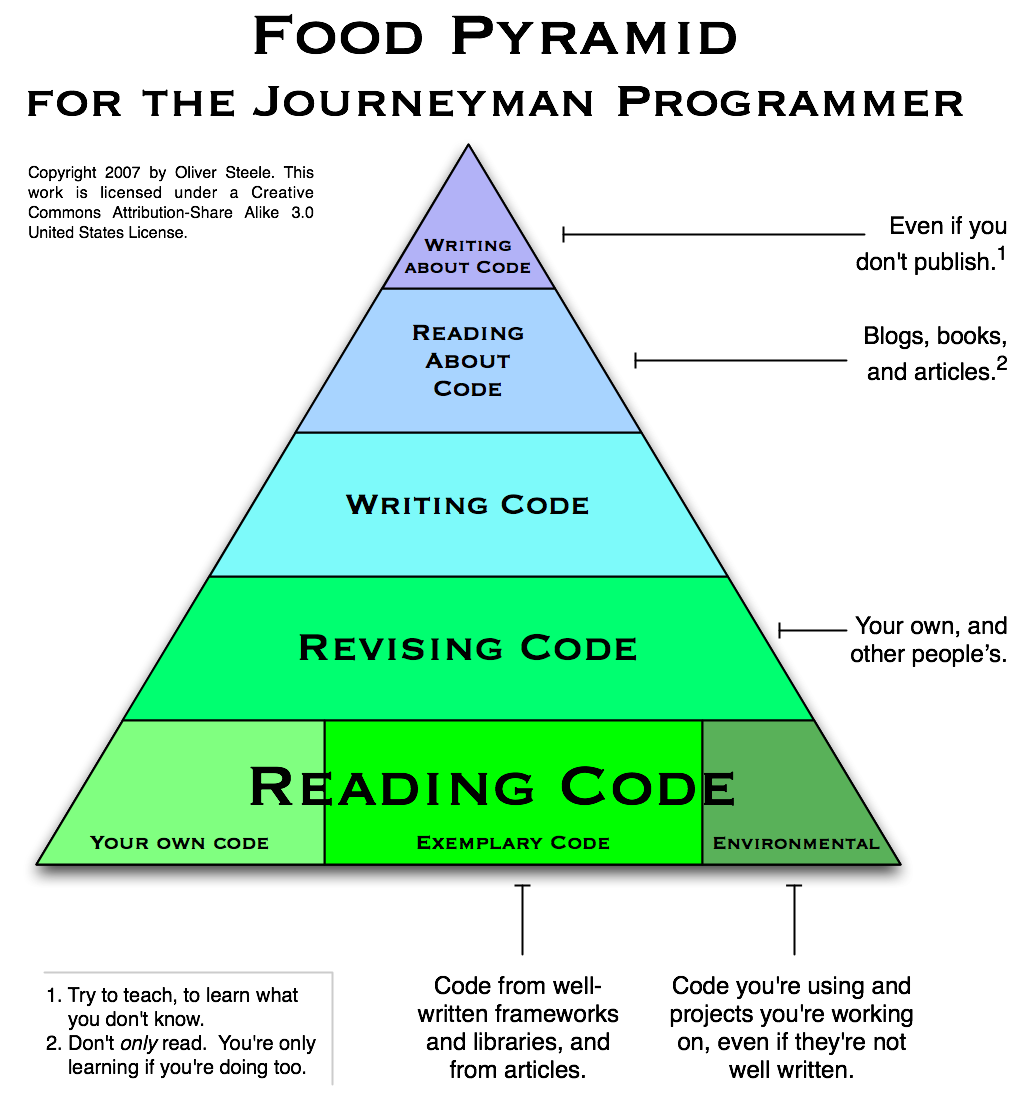 Food Pyramid
for the Journeyman Programmer
Copyright 2007 by Oliver Steele. This
work is licensed under a Creative
Commons Attribution-Share Alike 3.0
United States License.
Writing
about Code
Even if you
don't publish.1
Reading
About
Code
Blogs, books,
and articles.2
Writing Code
Revising Code
Your own, and
other people’s.
Reading Code
Your own code
Exemplary Code
Environmental
1. Try to teach, to learn what
you don't know.
2. Don't only read. You're only
learning if you're doing too.
Code from well-
written frameworks
and libraries, and
from articles.
Code you're using and
projects you're working
on, even if they're not
well written.